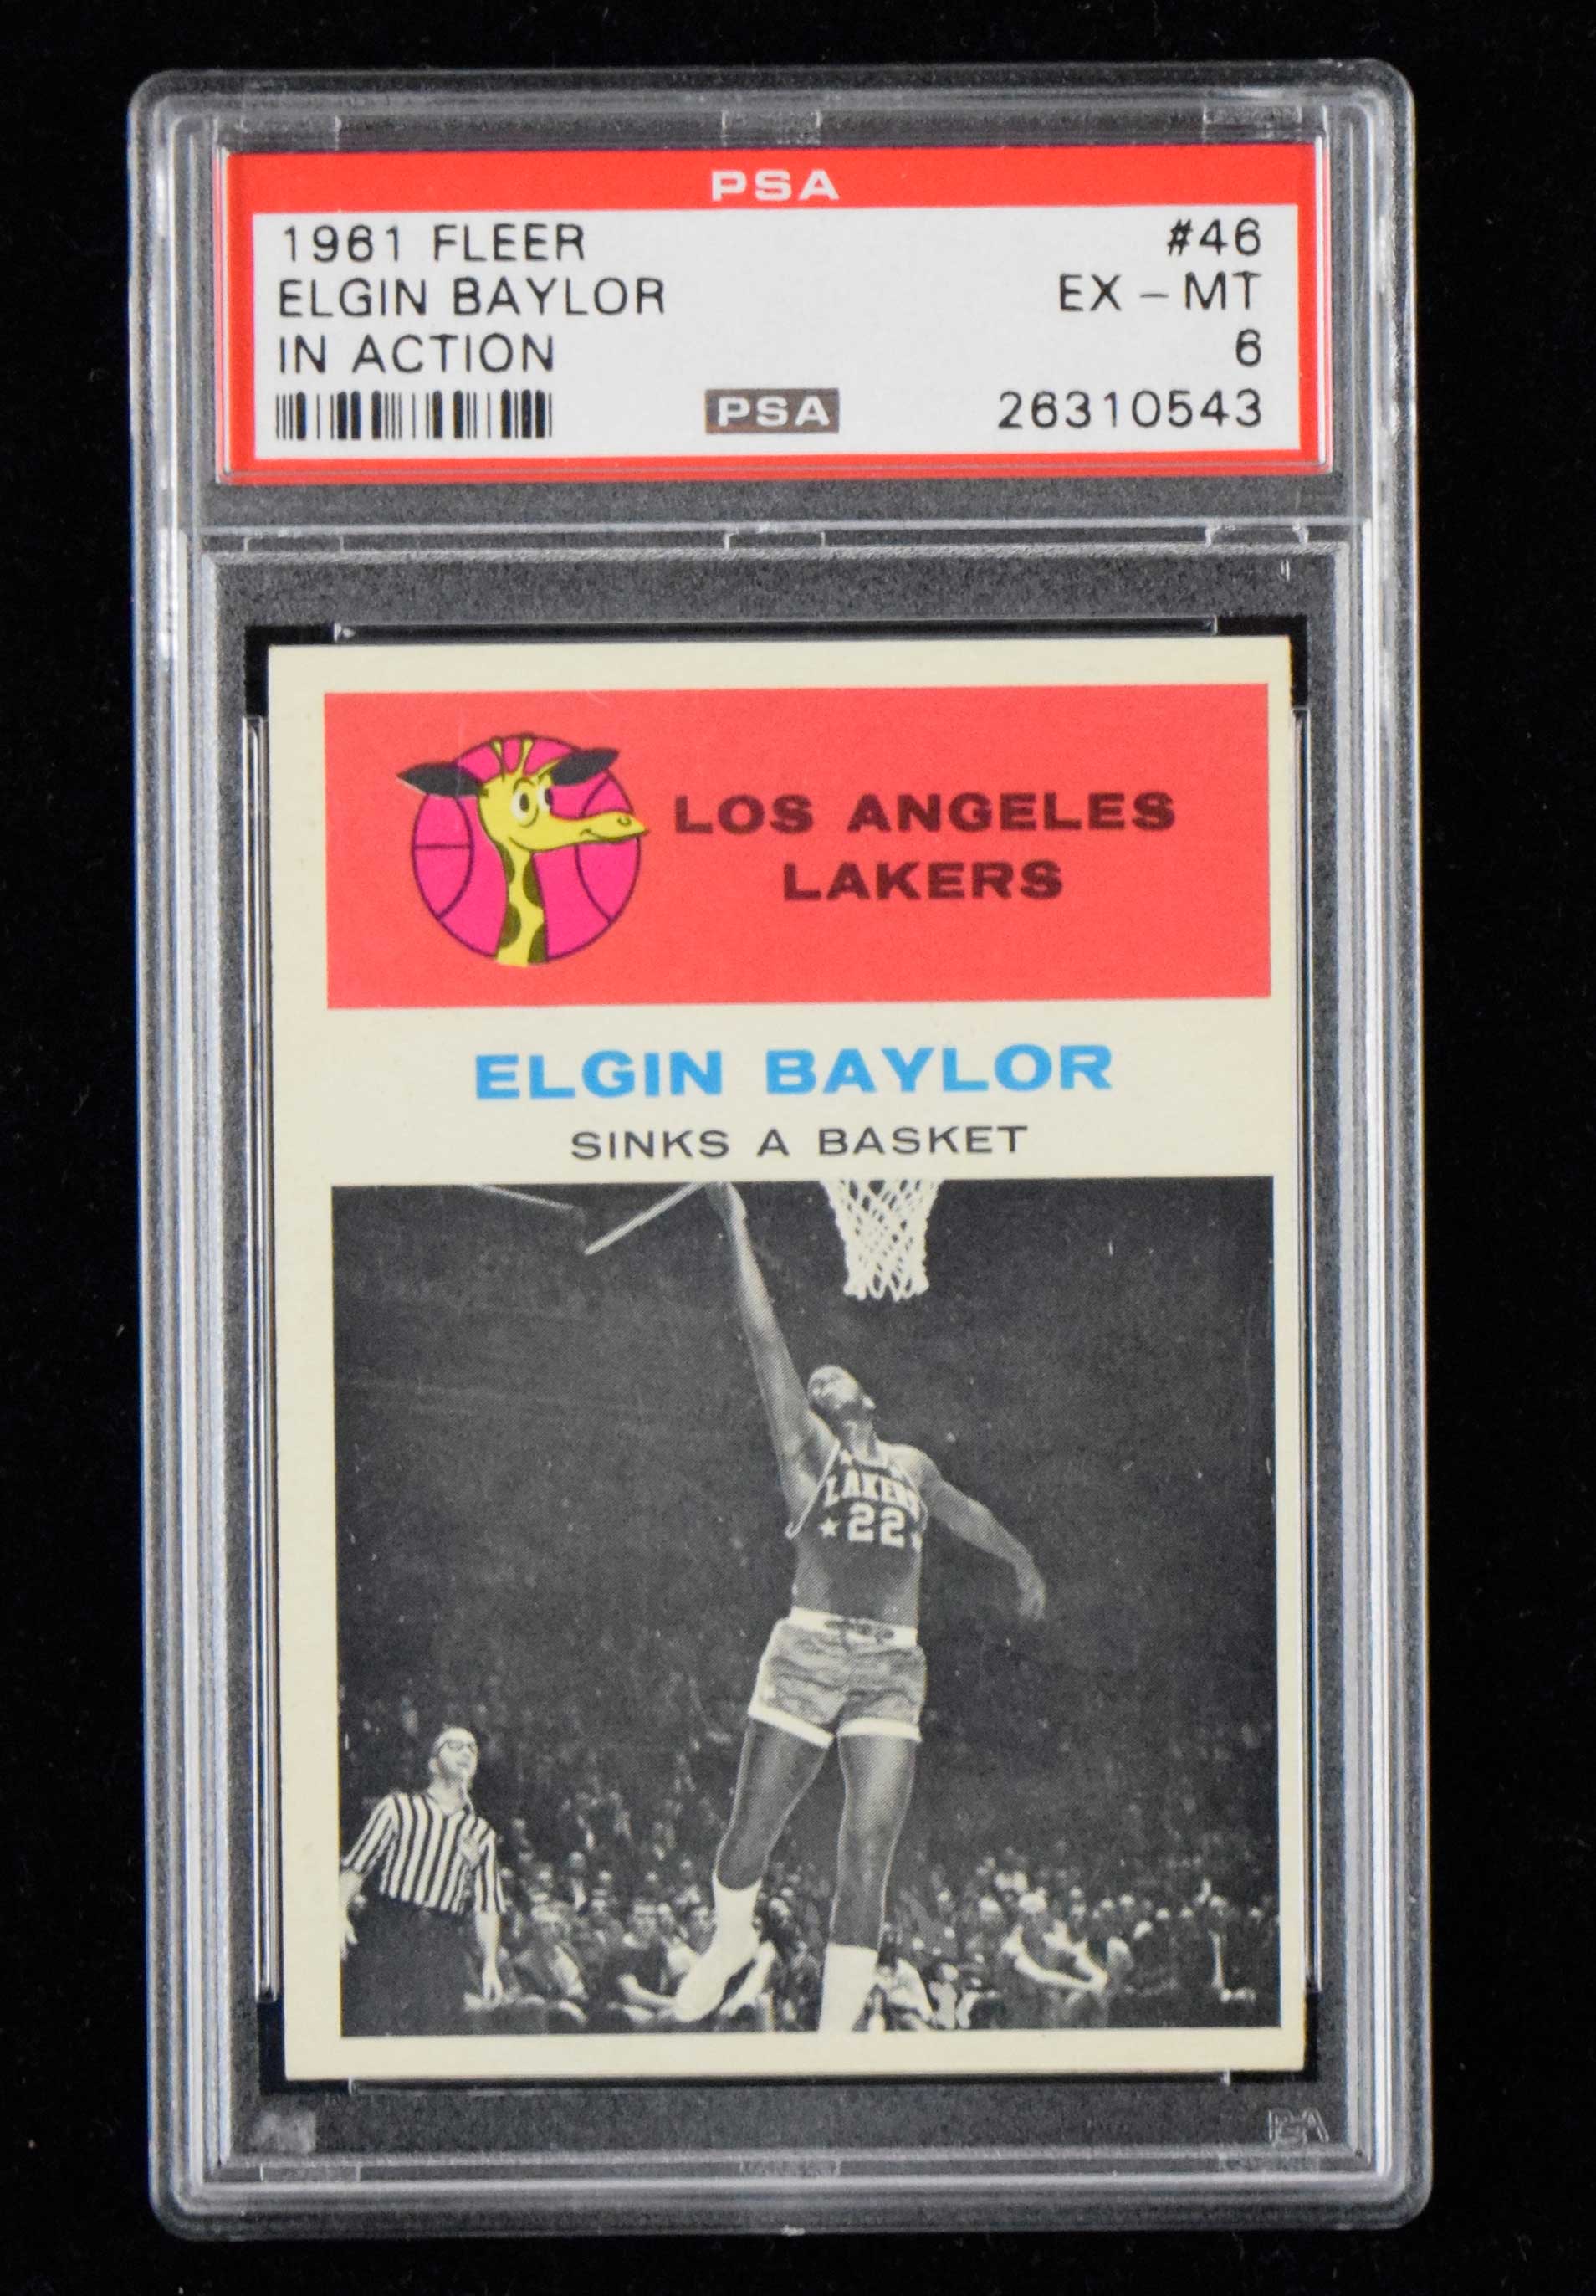 PSA
1961 FLEER #46
ELGIN BAYLOR EX - MT
IN ACTION 6
PSA 26310543
LOS ANGELES
LAKERS
ELGIN BAYLOR
SINKS A BASKET
LAKERS
★22★
PSA